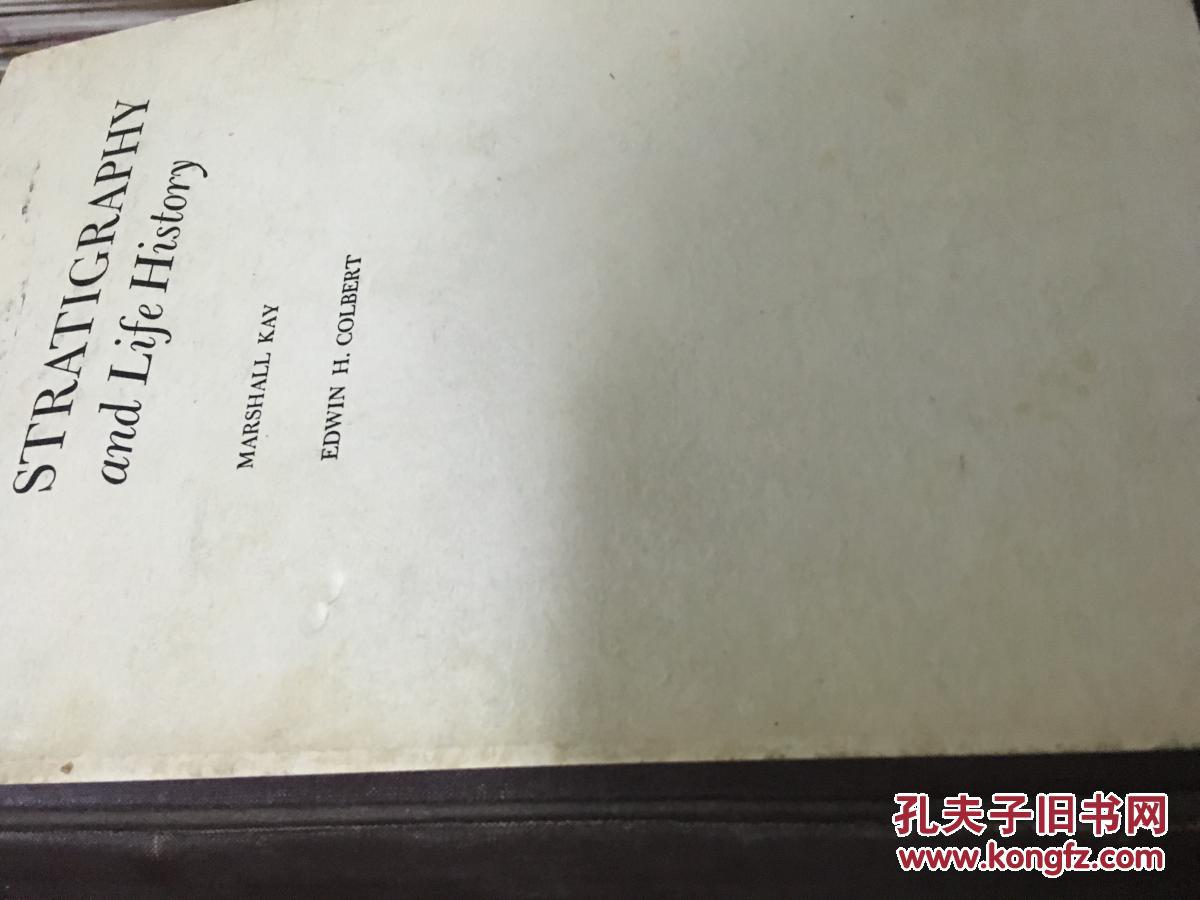 STRATIGRAPHY
and Life History
MARSHALL KAY
EDWIN H. COLBERT
孔夫子旧书网
www.kongfz.com